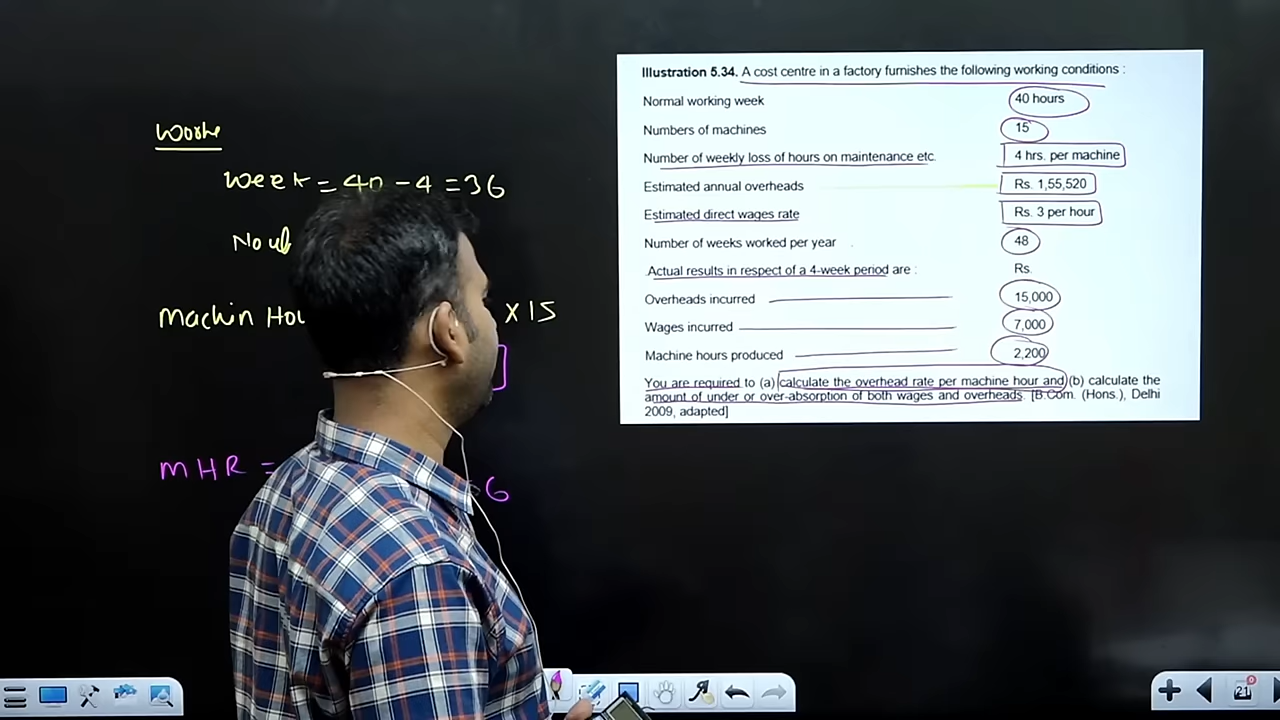 Worke
Week = 40 - 4 = 36
No of
Machin Hou
X 15
]
MHR =
6
Illustration 5.34. A cost centre in a factory furnishes the following working conditions :
Normal working week 40 hours
Numbers of machines 15
Number of weekly loss of hours on maintenance etc. 4 hrs. per machine
Estimated annual overheads Rs. 1,55,520
Estimated direct wages rate Rs. 3 per hour
Number of weeks worked per year 48
Actual results in respect of a 4-week period are : Rs.
Overheads incurred 15,000
Wages incurred 7,000
Machine hours produced 2,200
You are required to (a) calculate the overhead rate per machine hour and (b) calculate the
amount of under or over-absorption of both wages and overheads. [B.Com. (Hons.), Delhi
2009, adapted]
21